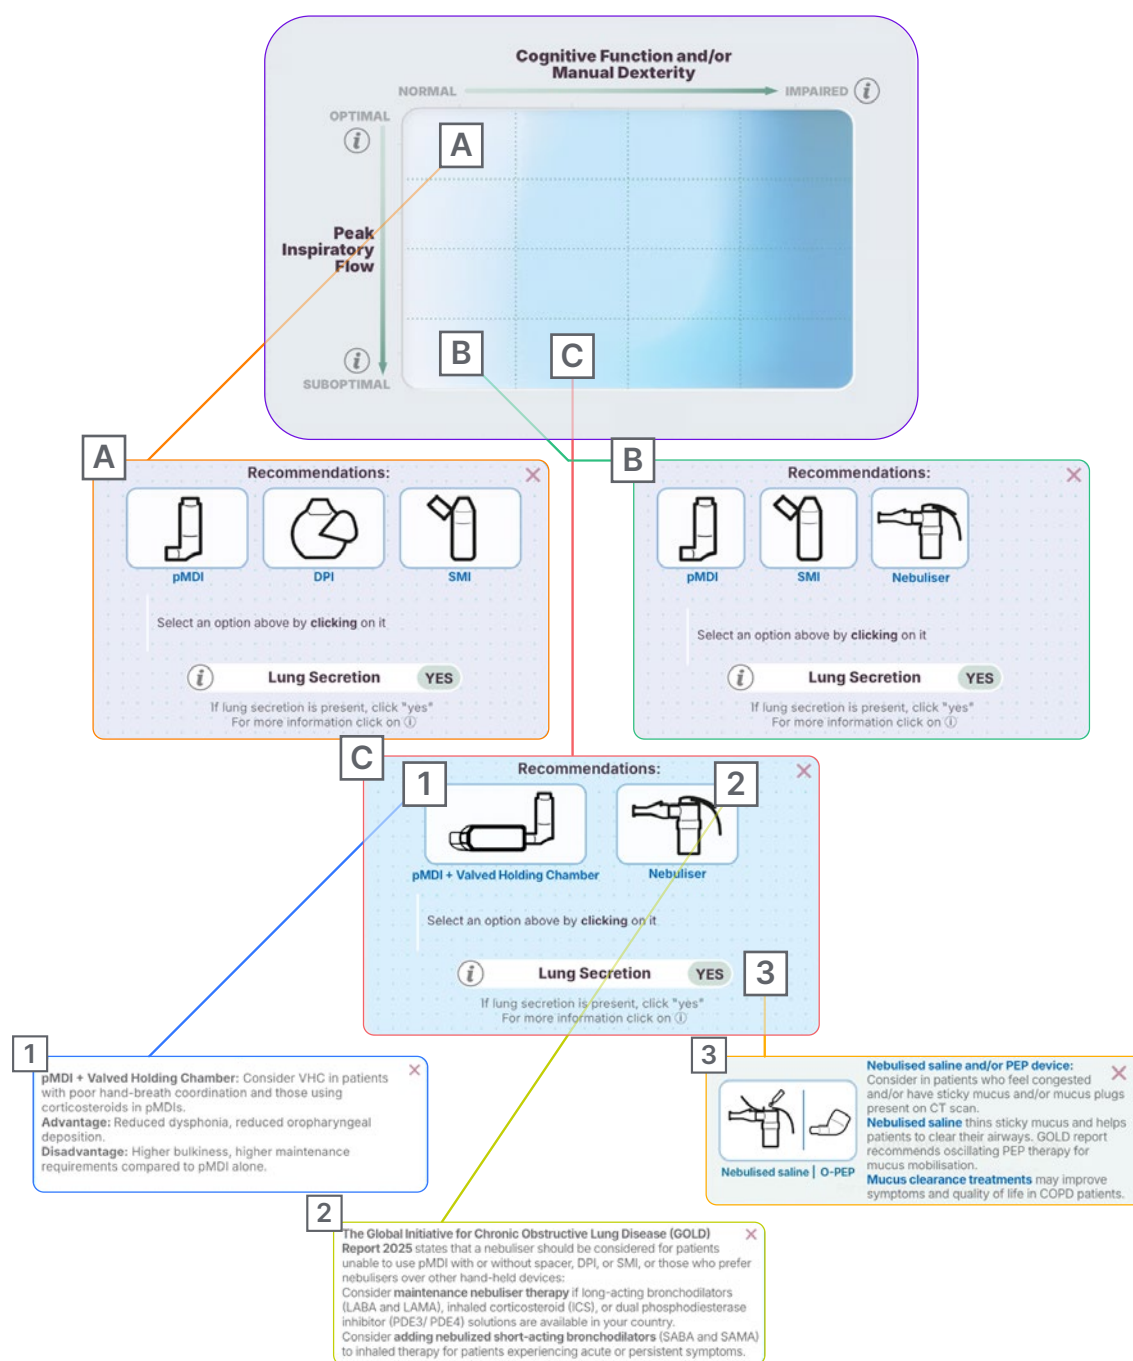 Cognitive Function and/or
Manual Dexterity
NORMAL
IMPAIRED
i
OPTIMAL
i
A
Peak
Inspiratory
Flow
B
C
i
SUBOPTIMAL
A
Recommendations:
pMDI
DPI
SMI
Select an option above by clicking on it
i
Lung Secretion
YES
If lung secretion is present, click "yes"
For more information click on i
B
Recommendations:
pMDI
SMI
Nebuliser
Select an option above by clicking on it
i
Lung Secretion
YES
If lung secretion is present, click "yes"
For more information click on i
C
Recommendations:
1
2
pMDI + Valved Holding Chamber
Nebuliser
Select an option above by clicking on it
i
Lung Secretion
YES
3
If lung secretion is present, click "yes"
For more information click on i
1
pMDI + Valved Holding Chamber: Consider VHC in patients
with poor hand-breath coordination and those using
corticosteroids in pMDIs.
Advantage: Reduced dysphonia, reduced oropharyngeal
deposition.
Disadvantage: Higher bulkiness, higher maintenance
requirements compared to pMDI alone.
3
Nebulised saline | O-PEP
Nebulised saline and/or PEP device:
Consider in patients who feel congested
and/or have sticky mucus and/or mucus plugs
present on CT scan.
Nebulised saline thins sticky mucus and helps
patients to clear their airways. GOLD report
recommends oscillating PEP therapy for
mucus mobilisation.
Mucus clearance treatments may improve
symptoms and quality of life in COPD patients.
2
The Global Initiative for Chronic Obstructive Lung Disease (GOLD)
Report 2025 states that a nebuliser should be considered for patients
unable to use pMDI with or without spacer, DPI, or SMI, or those who prefer
nebulisers over other hand-held devices:
Consider maintenance nebuliser therapy if long-acting bronchodilators
(LABA and LAMA), inhaled corticosteroid (ICS), or dual phosphodiesterase
inhibitor (PDE3/ PDE4) solutions are available in your country.
Consider adding nebulized short-acting bronchodilators (SABA and SAMA)
to inhaled therapy for patients experiencing acute or persistent symptoms.